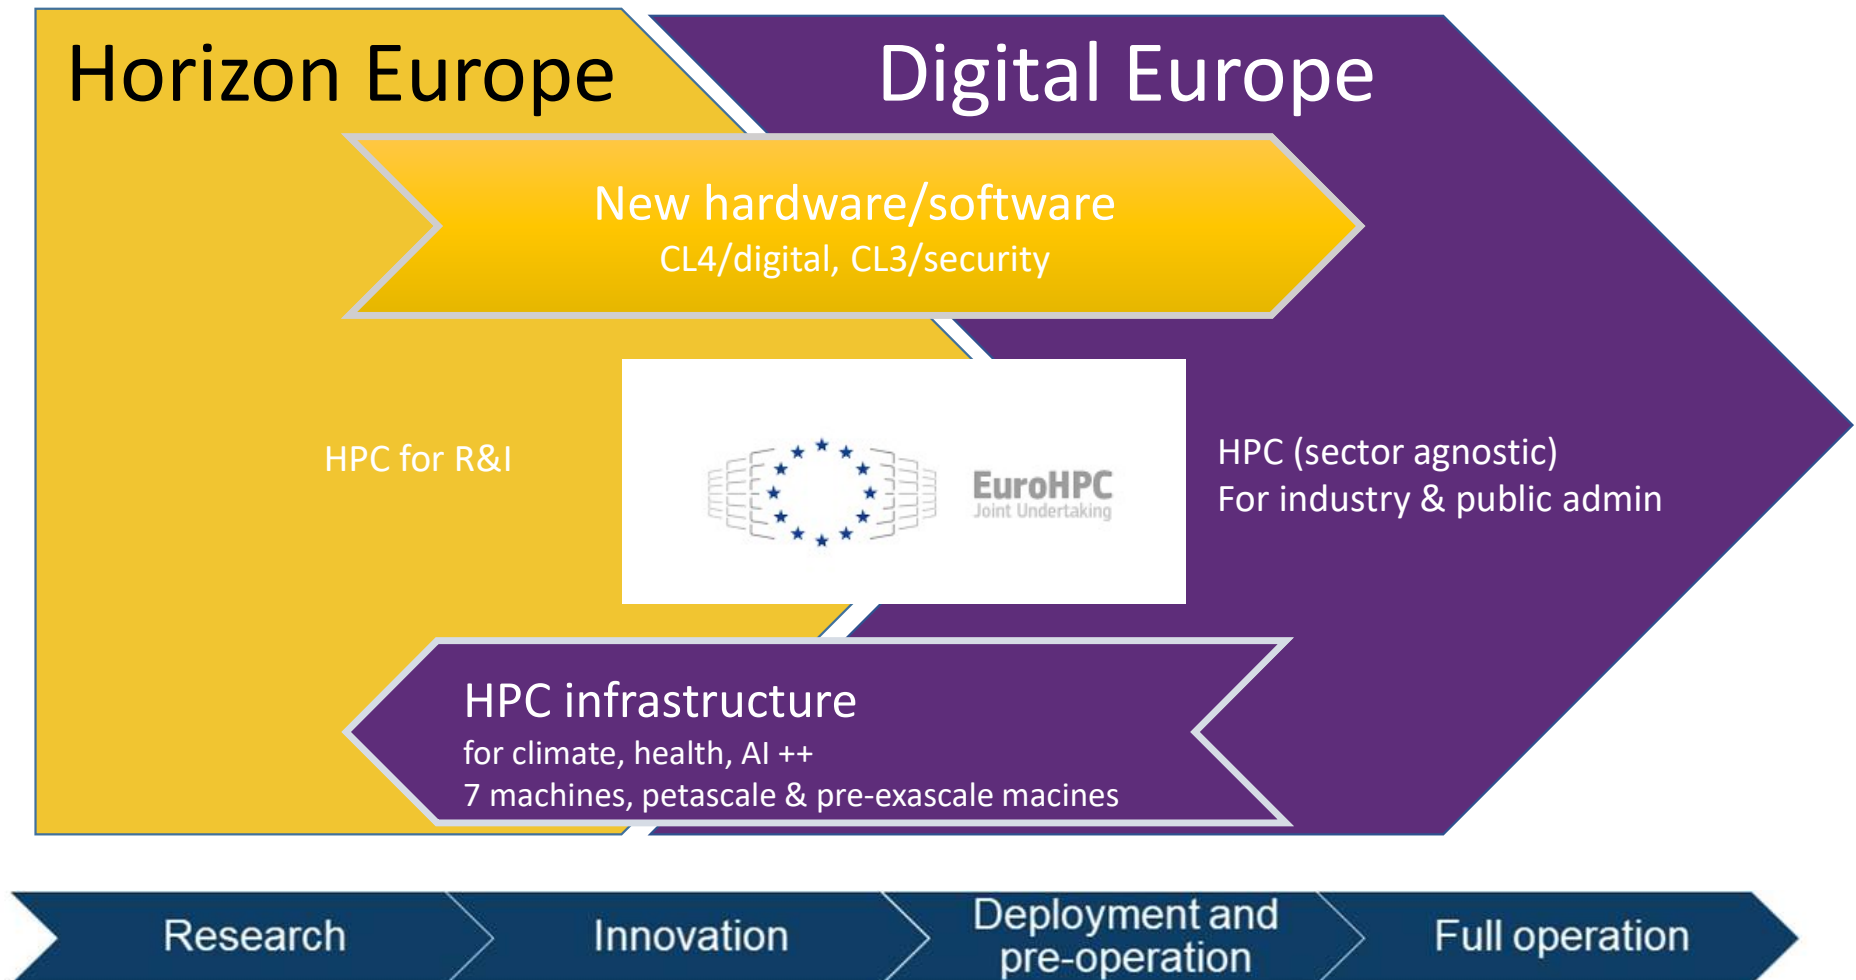 Horizon Europe
Digital Europe
New hardware/software
CL4/digital, CL3/security
HPC for R&I
EuroHPC
Joint Undertaking
HPC (sector agnostic)
For industry & public admin
HPC infrastructure
for climate, health, AI ++
7 machines, petascale & pre-exascale macines
Research
Innovation
Deployment and
pre-operation
Full operation